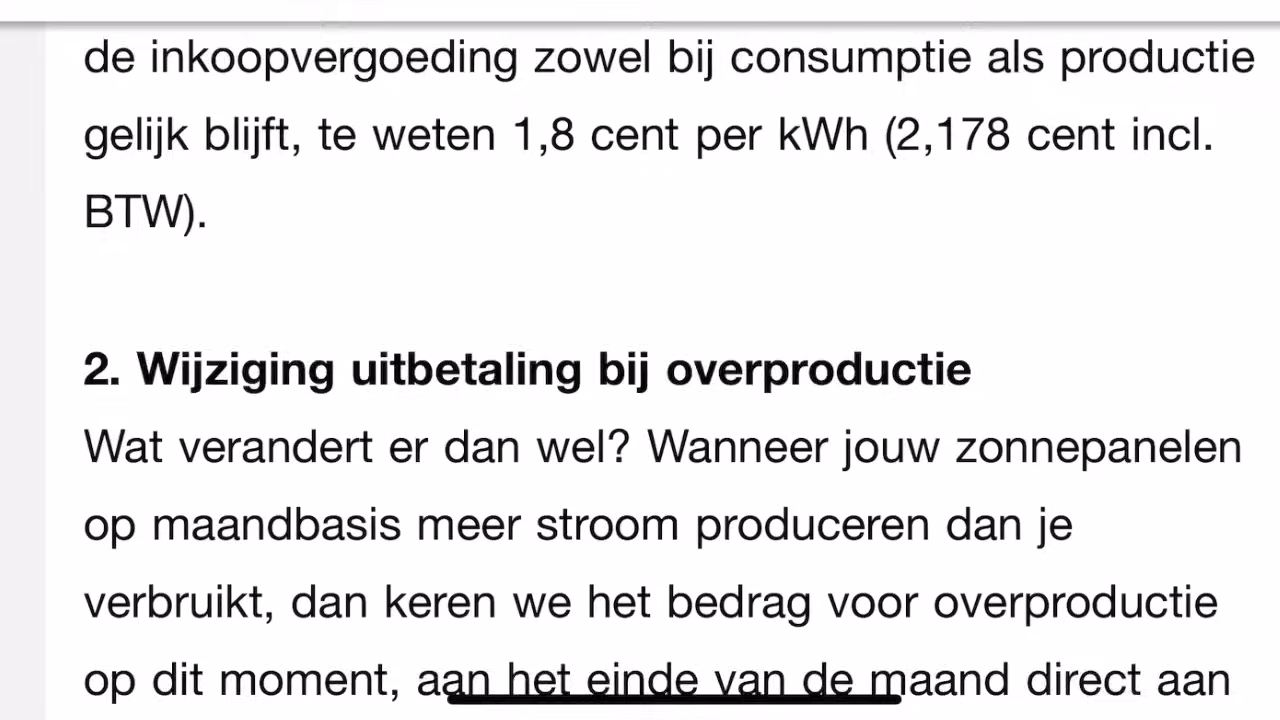 de inkoopvergoeding zowel bij consumptie als productie
gelijk blijft, te weten 1,8 cent per kWh (2,178 cent incl.
BTW).
2. Wijziging uitbetaling bij overproductie
Wat verandert er dan wel? Wanneer jouw zonnepanelen
op maandbasis meer stroom produceren dan je
verbruikt, dan keren we het bedrag voor overproductie
op dit moment, aan het einde van de maand direct aan